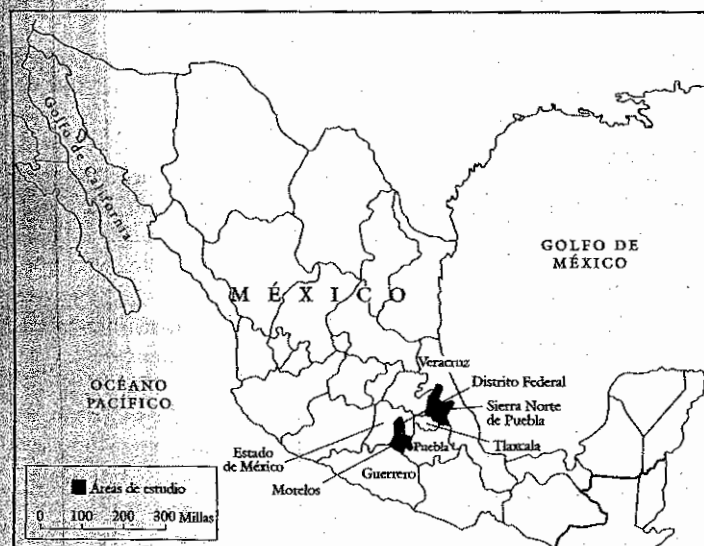 Golfo de California
GOLFO DE
MÉXICO
MÉXICO
OCÉANO
PACÍFICO
Veracruz
Distrito Federal
Sierra Norte
de Puebla
Tlaxcala
Puebla
Estado
de México
Guerrero
Morelos
Áreas de estudio
0 100 200 300 Millas